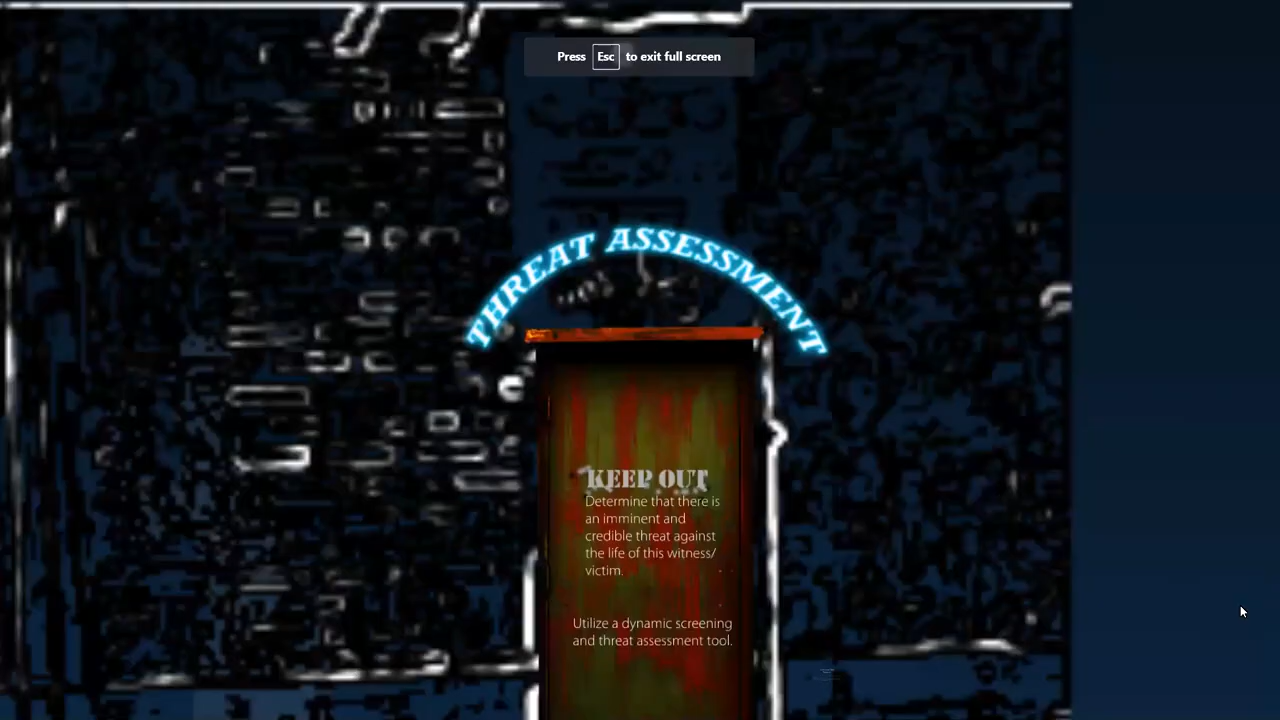 Press Esc to exit full screen
THREAT ASSESSMENT
KEEP OUT
Determine that there is
an imminent and
credible threat against
the life of this witness/
victim.
Utilize a dynamic screening
and threat assessment tool.